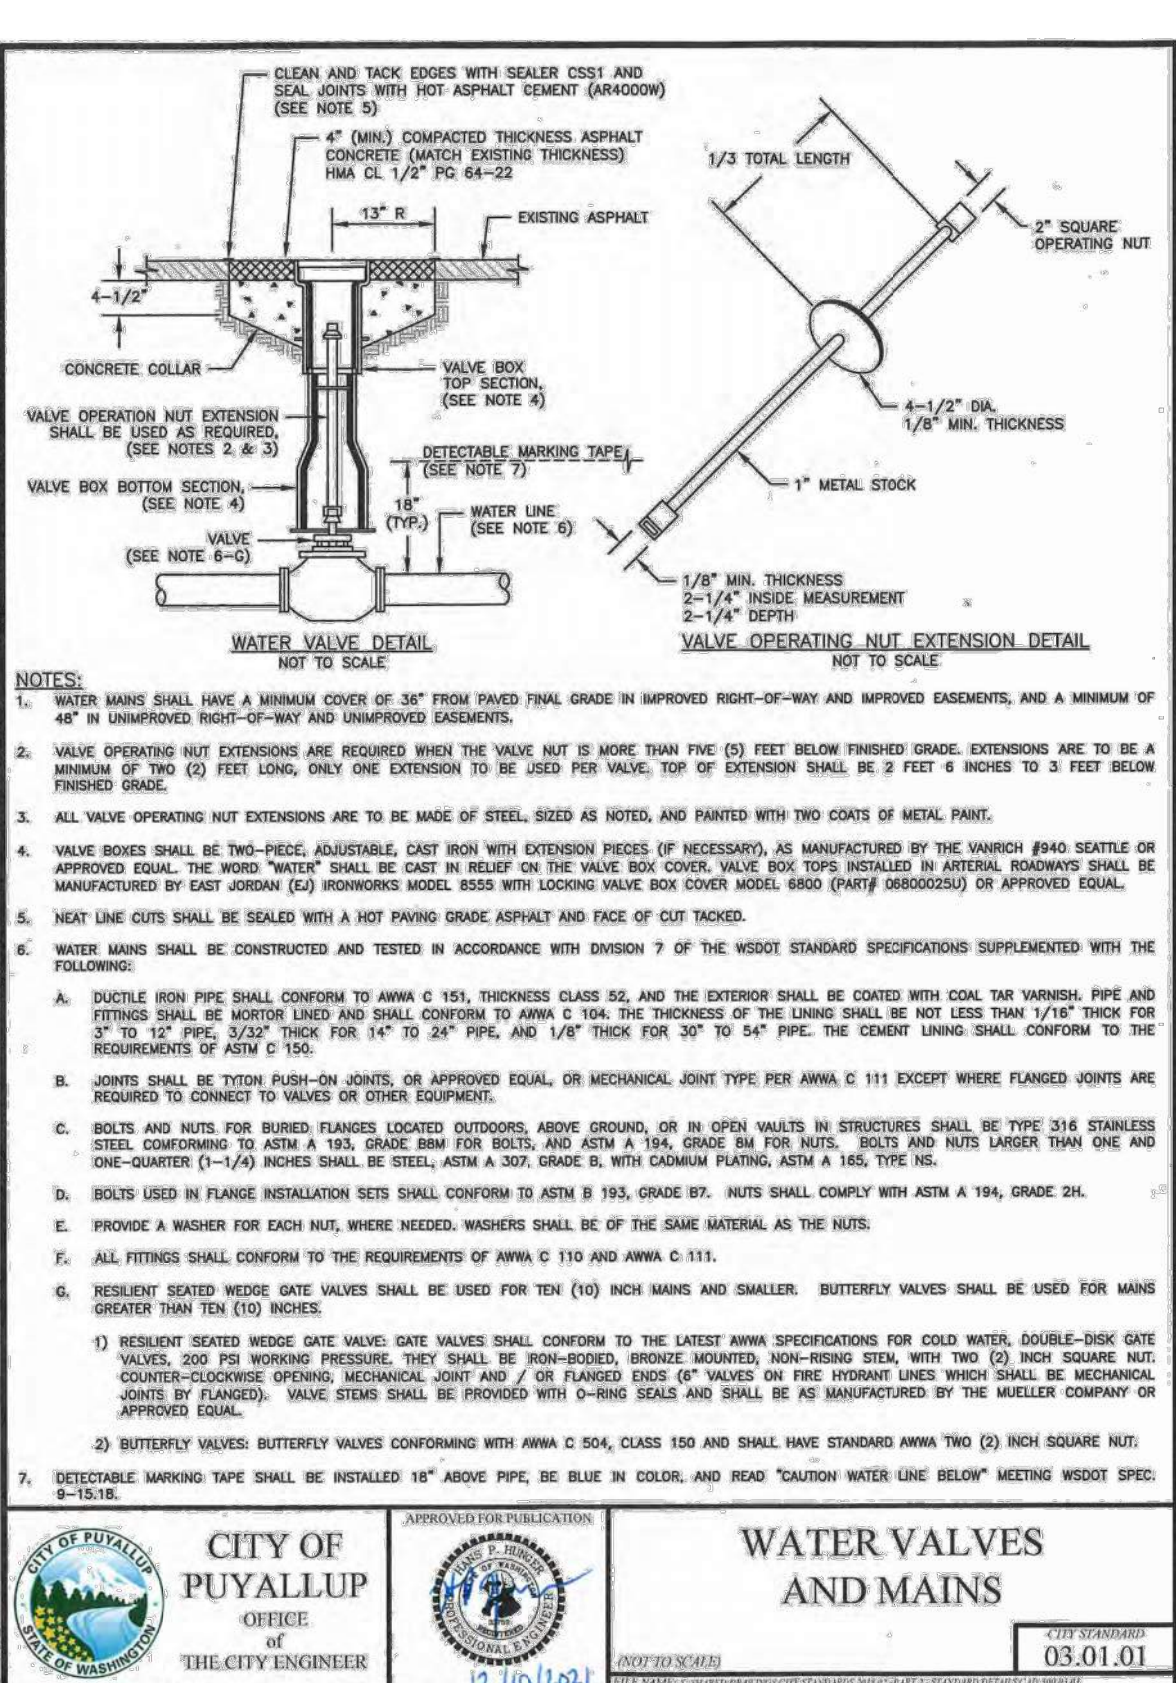 CLEAN AND TACK EDGES WITH SEALER CSS1 AND
SEAL JOINTS WITH HOT ASPHALT CEMENT (AR4000W)
(SEE NOTE 5)
4" (MIN.) COMPACTED THICKNESS ASPHALT
CONCRETE (MATCH EXISTING THICKNESS)
HMA CL 1/2" PG 64-22
13" R
EXISTING ASPHALT
4-1/2"
CONCRETE COLLAR
VALVE BOX
TOP SECTION,
(SEE NOTE 4)
VALVE OPERATION NUT EXTENSION
SHALL BE USED AS REQUIRED,
(SEE NOTES 2 & 3)
DETECTABLE MARKING TAPE
(SEE NOTE 7)
VALVE BOX BOTTOM SECTION,
(SEE NOTE 4)
18"
(TYP.)
WATER LINE
(SEE NOTE 6)
VALVE
(SEE NOTE 6-G)
WATER VALVE DETAIL
NOT TO SCALE
1/3 TOTAL LENGTH
2" SQUARE
OPERATING NUT
4-1/2" DIA.
1/8" MIN. THICKNESS
1" METAL STOCK
1/8" MIN. THICKNESS
2-1/4" INSIDE MEASUREMENT
2-1/4" DEPTH
VALVE OPERATING NUT EXTENSION DETAIL
NOT TO SCALE
NOTES:
1. WATER MAINS SHALL HAVE A MINIMUM COVER OF 36" FROM PAVED FINAL GRADE IN IMPROVED RIGHT-OF-WAY AND IMPROVED EASEMENTS, AND A MINIMUM OF
48" IN UNIMPROVED RIGHT-OF-WAY AND UNIMPROVED EASEMENTS.
2. VALVE OPERATING NUT EXTENSIONS ARE REQUIRED WHEN THE VALVE NUT IS MORE THAN FIVE (5) FEET BELOW FINISHED GRADE. EXTENSIONS ARE TO BE A
MINIMUM OF TWO (2) FEET LONG, ONLY ONE EXTENSION TO BE USED PER VALVE. TOP OF EXTENSION SHALL BE 2 FEET 6 INCHES TO 3 FEET BELOW
FINISHED GRADE.
3. ALL VALVE OPERATING NUT EXTENSIONS ARE TO BE MADE OF STEEL, SIZED AS NOTED, AND PAINTED WITH TWO COATS OF METAL PAINT.
4. VALVE BOXES SHALL BE TWO-PIECE, ADJUSTABLE, CAST IRON WITH EXTENSION PIECES (IF NECESSARY), AS MANUFACTURED BY THE VANRICH #940 SEATTLE OR
APPROVED EQUAL. THE WORD "WATER" SHALL BE CAST IN RELIEF ON THE VALVE BOX COVER. VALVE BOX TOPS INSTALLED IN ARTERIAL ROADWAYS SHALL BE
MANUFACTURED BY EAST JORDAN (EJ) IRONWORKS MODEL 8555 WITH LOCKING VALVE BOX COVER MODEL 6800 (PART# 06800025U) OR APPROVED EQUAL.
5. NEAT LINE CUTS SHALL BE SEALED WITH A HOT PAVING GRADE ASPHALT AND FACE OF CUT TACKED.
6. WATER MAINS SHALL BE CONSTRUCTED AND TESTED IN ACCORDANCE WITH DIVISION 7 OF THE WSDOT STANDARD SPECIFICATIONS SUPPLEMENTED WITH THE
FOLLOWING:
A. DUCTILE IRON PIPE SHALL CONFORM TO AWWA C 151, THICKNESS CLASS 52, AND THE EXTERIOR SHALL BE COATED WITH COAL TAR VARNISH. PIPE AND
FITTINGS SHALL BE MORTOR LINED AND SHALL CONFORM TO AWWA C 104. THE THICKNESS OF THE LINING SHALL BE NOT LESS THAN 1/16" THICK FOR
3" TO 12" PIPE, 3/32" THICK FOR 14" TO 24" PIPE, AND 1/8" THICK FOR 30" TO 54" PIPE. THE CEMENT LINING SHALL CONFORM TO THE
REQUIREMENTS OF ASTM C 150.
B. JOINTS SHALL BE TYTON PUSH-ON JOINTS, OR APPROVED EQUAL, OR MECHANICAL JOINT TYPE PER AWWA C 111 EXCEPT WHERE FLANGED JOINTS ARE
REQUIRED TO CONNECT TO VALVES OR OTHER EQUIPMENT.
C. BOLTS AND NUTS FOR BURIED FLANGES LOCATED OUTDOORS, ABOVE GROUND, OR IN OPEN VAULTS IN STRUCTURES SHALL BE TYPE 316 STAINLESS
STEEL COMFORMING TO ASTM A 193, GRADE B8M FOR BOLTS, AND ASTM A 194, GRADE 8M FOR NUTS. BOLTS AND NUTS LARGER THAN ONE AND
ONE-QUARTER (1-1/4) INCHES SHALL BE STEEL, ASTM A 307, GRADE B, WITH CADMIUM PLATING, ASTM A 165, TYPE NS.
D. BOLTS USED IN FLANGE INSTALLATION SETS SHALL CONFORM TO ASTM B 193, GRADE B7. NUTS SHALL COMPLY WITH ASTM A 194, GRADE 2H.
E. PROVIDE A WASHER FOR EACH NUT, WHERE NEEDED. WASHERS SHALL BE OF THE SAME MATERIAL AS THE NUTS.
F. ALL FITTINGS SHALL CONFORM TO THE REQUIREMENTS OF AWWA C 110 AND AWWA C 111.
G. RESILIENT SEATED WEDGE GATE VALVES SHALL BE USED FOR TEN (10) INCH MAINS AND SMALLER. BUTTERFLY VALVES SHALL BE USED FOR MAINS
GREATER THAN TEN (10) INCHES.
1) RESILIENT SEATED WEDGE GATE VALVE: GATE VALVES SHALL CONFORM TO THE LATEST AWWA SPECIFICATIONS FOR COLD WATER, DOUBLE-DISK GATE
VALVES, 200 PSI WORKING PRESSURE. THEY SHALL BE IRON-BODIED, BRONZE MOUNTED, NON-RISING STEM, WITH TWO (2) INCH SQUARE NUT.
COUNTER-CLOCKWISE OPENING, MECHANICAL JOINT AND / OR FLANGED ENDS (6" VALVES ON FIRE HYDRANT LINES WHICH SHALL BE MECHANICAL
JOINTS BY FLANGED). VALVE STEMS SHALL BE PROVIDED WITH O-RING SEALS AND SHALL BE AS MANUFACTURED BY THE MUELLER COMPANY OR
APPROVED EQUAL.
2) BUTTERFLY VALVES: BUTTERFLY VALVES CONFORMING WITH AWWA C 504, CLASS 150 AND SHALL HAVE STANDARD AWWA TWO (2) INCH SQUARE NUT.
7. DETECTABLE MARKING TAPE SHALL BE INSTALLED 18" ABOVE PIPE, BE BLUE IN COLOR, AND READ "CAUTION WATER LINE BELOW" MEETING WSDOT SPEC.
9-15.18.
CITY OF PUYALLUP
STATE OF WASHINGTON
CITY OF
PUYALLUP
OFFICE
of
THE CITY ENGINEER
APPROVED FOR PUBLICATION
HANS P. HUNGER
OF WASHINGTON
REGISTERED
PROFESSIONAL ENGINEER
12/10/2021
WATER VALVES
AND MAINS
(NOT TO SCALE)
CITY STANDARD
03.01.01